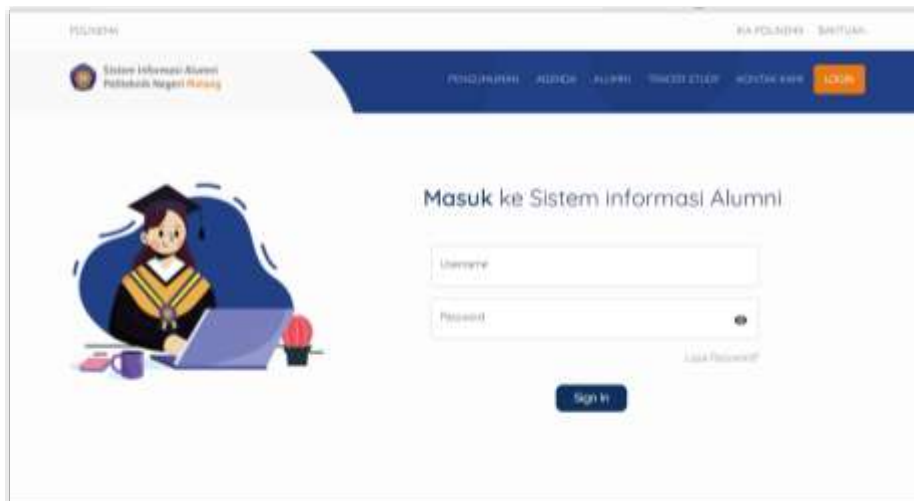 POLINEMA
IKA POLINEMA BANTUAN
Sistem Informasi Alumni
Politeknik Negeri Malang
PENGUMUMAN AGENDA ALUMNI TRACER STUDY KONTAK KAMI LOGIN
Masuk ke Sistem informasi Alumni
Username
Password
Lupa Password?
Sign In